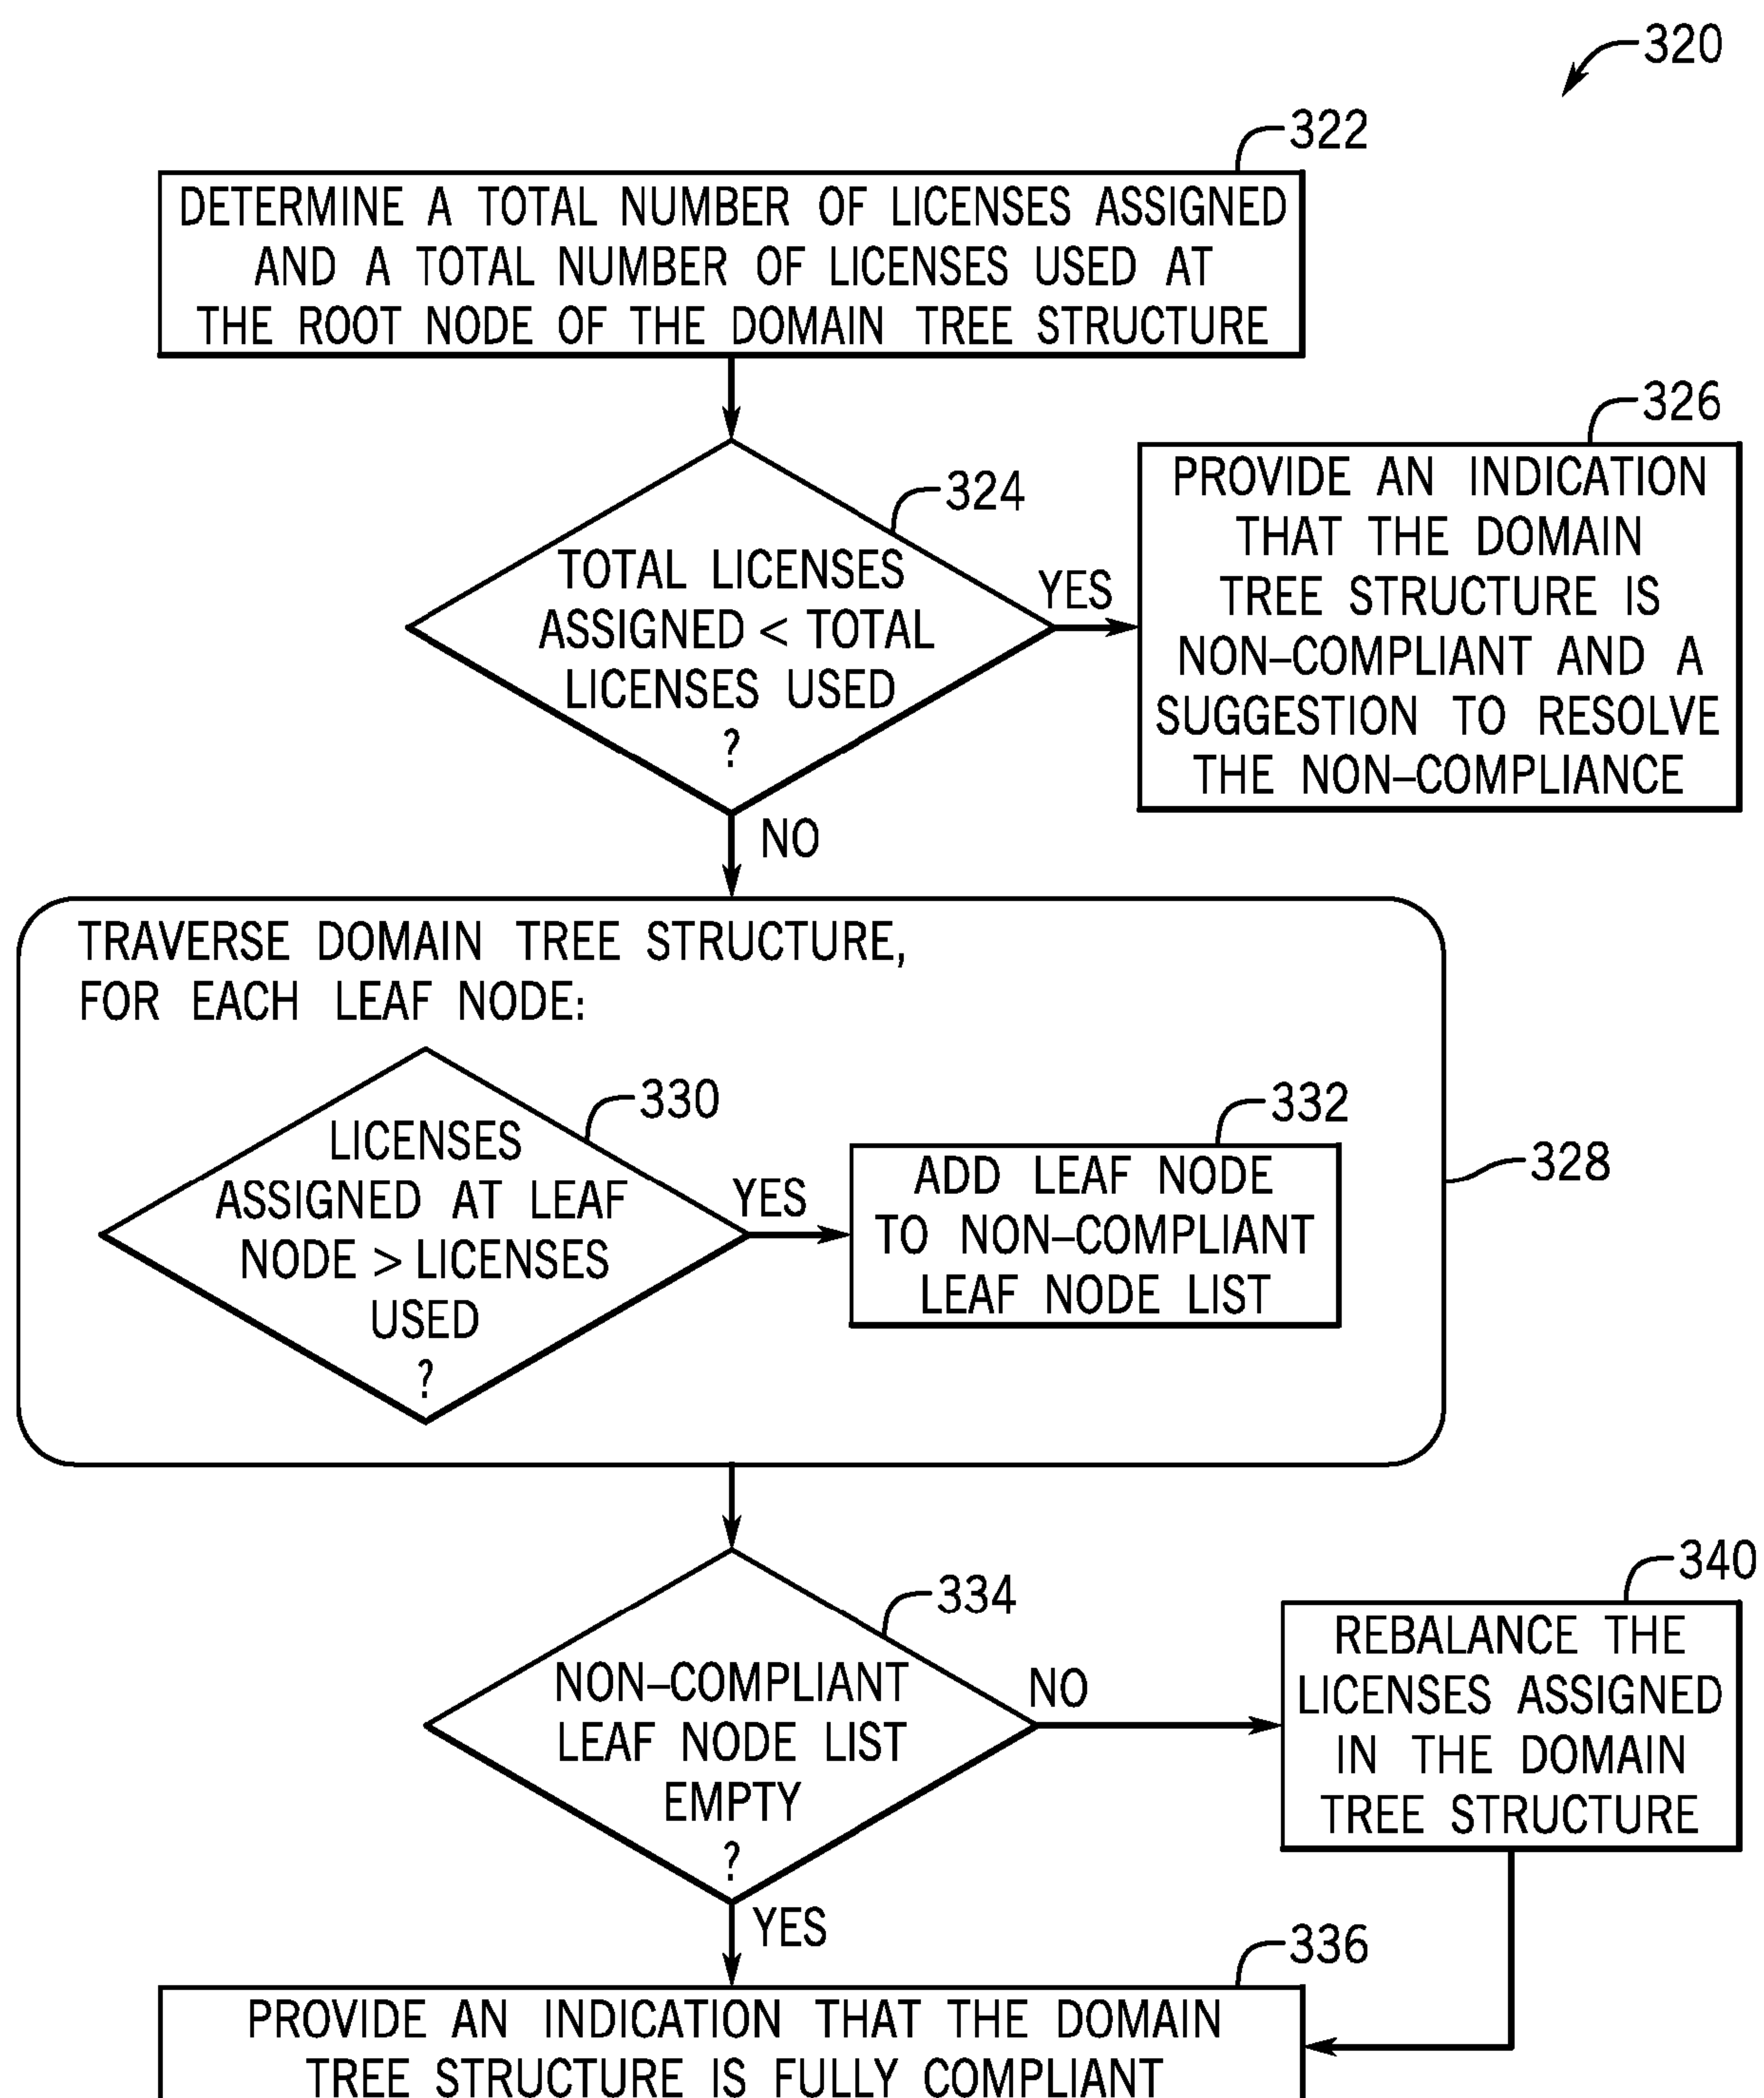 320
322
DETERMINE A TOTAL NUMBER OF LICENSES ASSIGNED
AND A TOTAL NUMBER OF LICENSES USED AT
THE ROOT NODE OF THE DOMAIN TREE STRUCTURE
324
TOTAL LICENSES
ASSIGNED < TOTAL
LICENSES USED
?
YES
326
PROVIDE AN INDICATION
THAT THE DOMAIN
TREE STRUCTURE IS
NON–COMPLIANT AND A
SUGGESTION TO RESOLVE
THE NON–COMPLIANCE
NO
TRAVERSE DOMAIN TREE STRUCTURE,
FOR EACH LEAF NODE:
328
330
LICENSES
ASSIGNED AT LEAF
NODE > LICENSES
USED
?
YES
332
ADD LEAF NODE
TO NON–COMPLIANT
LEAF NODE LIST
334
NON–COMPLIANT
LEAF NODE LIST
EMPTY
?
NO
340
REBALANCE THE
LICENSES ASSIGNED
IN THE DOMAIN
TREE STRUCTURE
YES
336
PROVIDE AN INDICATION THAT THE DOMAIN
TREE STRUCTURE IS FULLY COMPLIANT